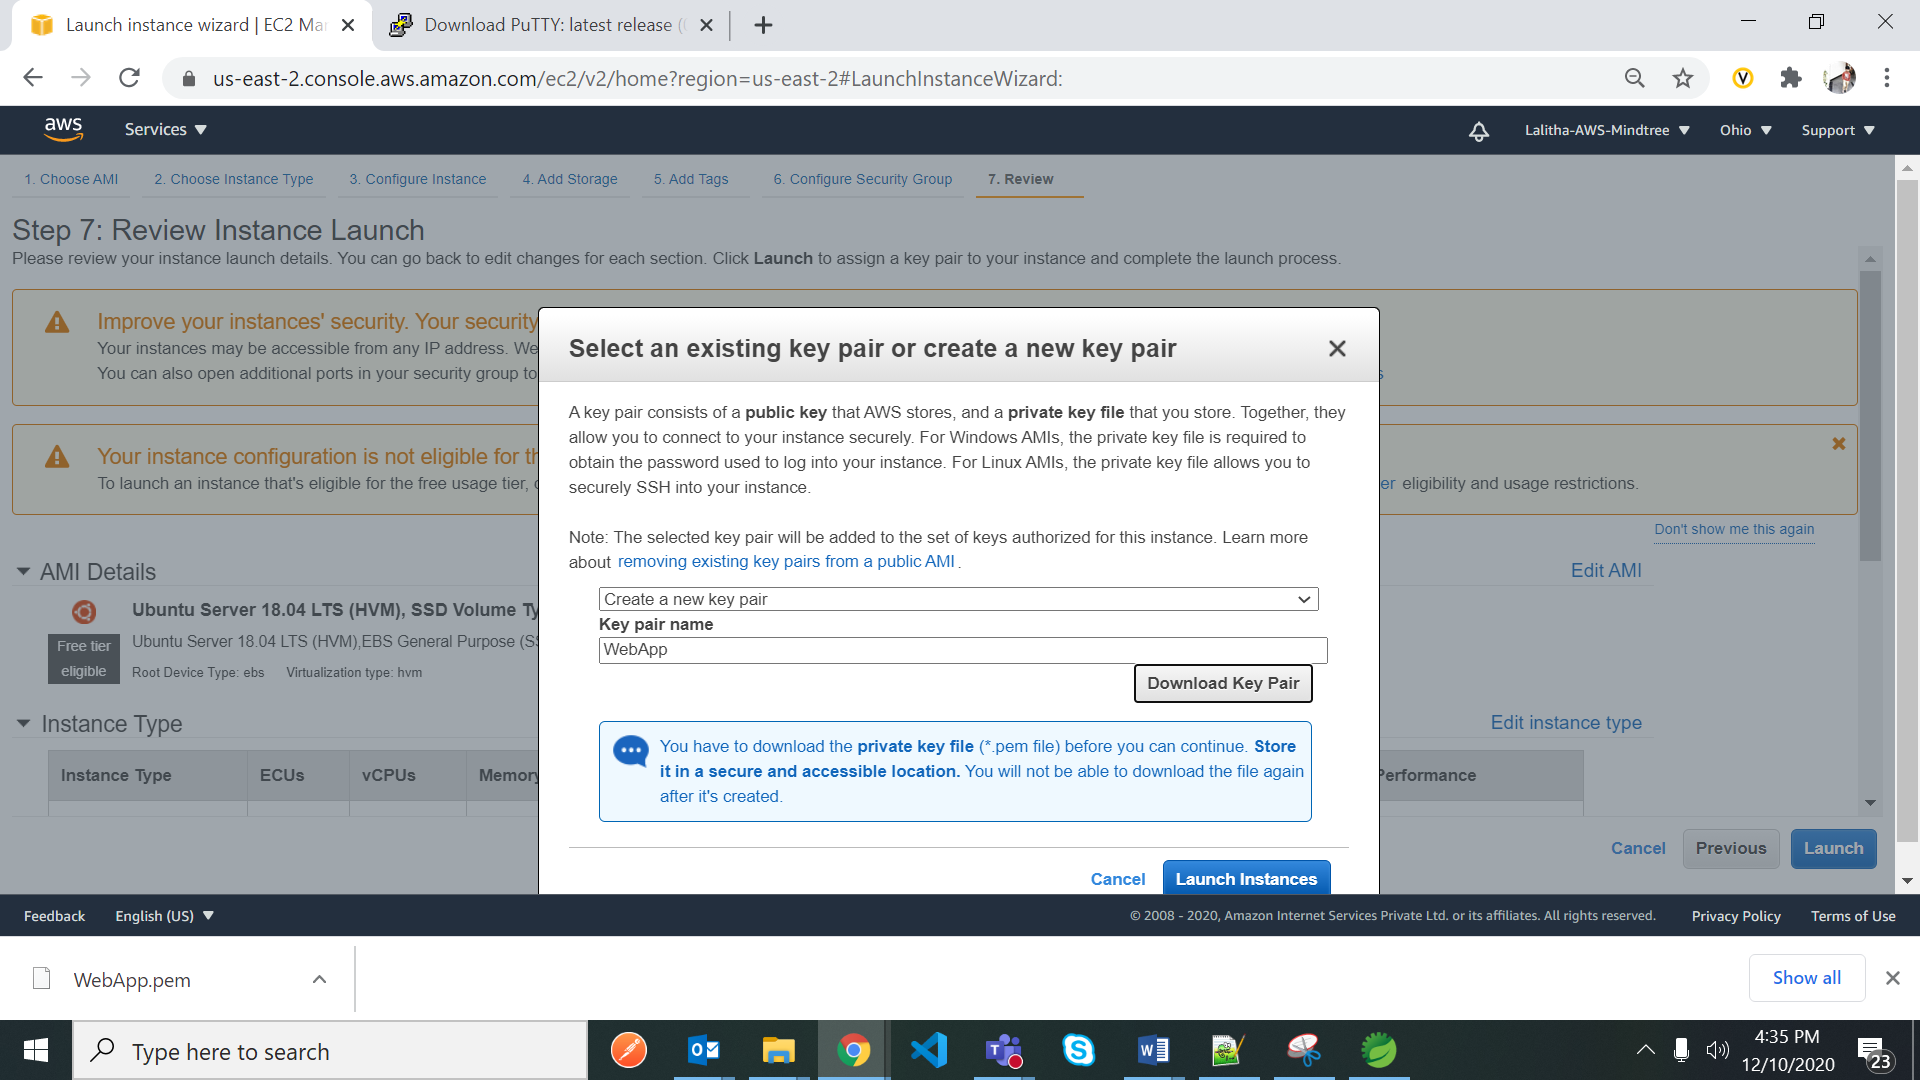 Launch instance wizard | EC2 Mar
Download PuTTY: latest release (
us-east-2.console.aws.amazon.com/ec2/v2/home?region=us-east-2#LaunchInstanceWizard:
aws
Services
Lalitha-AWS-Mindtree
Ohio
Support
1. Choose AMI
2. Choose Instance Type
3. Configure Instance
4. Add Storage
5. Add Tags
6. Configure Security Group
7. Review
Step 7: Review Instance Launch
Please review your instance launch details. You can go back to edit changes for each section. Click Launch to assign a key pair to your instance and complete the launch process.
Improve your instances' security. Your security
Your instances may be accessible from any IP address. We
You can also open additional ports in your security group to
s
Your instance configuration is not eligible for th
To launch an instance that's eligible for the free usage tier,
er eligibility and usage restrictions.
Don't show me this again
AMI Details
Edit AMI
Ubuntu Server 18.04 LTS (HVM), SSD Volume Ty
Free tier
eligible
Ubuntu Server 18.04 LTS (HVM),EBS General Purpose (SS
Root Device Type: ebs
Virtualization type: hvm
Instance Type
Edit instance type
Instance Type
ECUs
vCPUs
Memory
Performance
Select an existing key pair or create a new key pair
A key pair consists of a public key that AWS stores, and a private key file that you store. Together, they
allow you to connect to your instance securely. For Windows AMIs, the private key file is required to
obtain the password used to log into your instance. For Linux AMIs, the private key file allows you to
securely SSH into your instance.
Note: The selected key pair will be added to the set of keys authorized for this instance. Learn more
about removing existing key pairs from a public AMI .
Create a new key pair
Key pair name
WebApp
Download Key Pair
You have to download the private key file (*.pem file) before you can continue. Store
it in a secure and accessible location. You will not be able to download the file again
after it's created.
Cancel
Launch Instances
Cancel
Previous
Launch
Feedback
English (US)
© 2008 - 2020, Amazon Internet Services Private Ltd. or its affiliates. All rights reserved.
Privacy Policy
Terms of Use
WebApp.pem
Show all
Type here to search
4:35 PM
12/10/2020
23